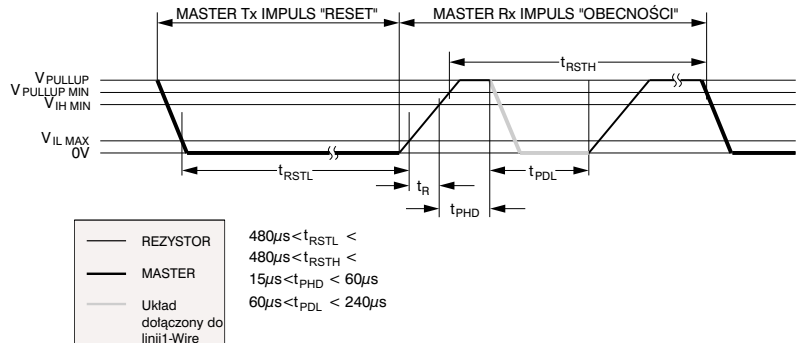 MASTER Tx IMPULS "RESET" MASTER Rx IMPULS "OBECNOŚCI"
tRSTH
VPULLUP
VPULLUP MIN
VIH MIN
VIL MAX
0V
tRSTL
tR
tPDL
tPHD
REZYSTOR
MASTER
Układ
dołączony do
linii1-Wire
480µs<tRSTL <
480µs<tRSTH <
15µs<tPHD < 60µs
60µs<tPDL < 240µs